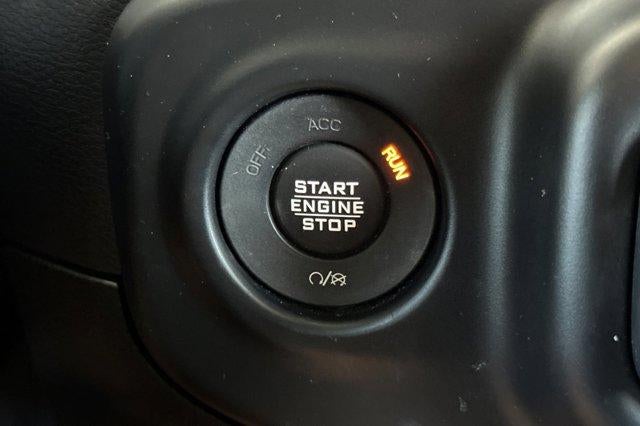 OFF
ACC
RUN
START
ENGINE
STOP